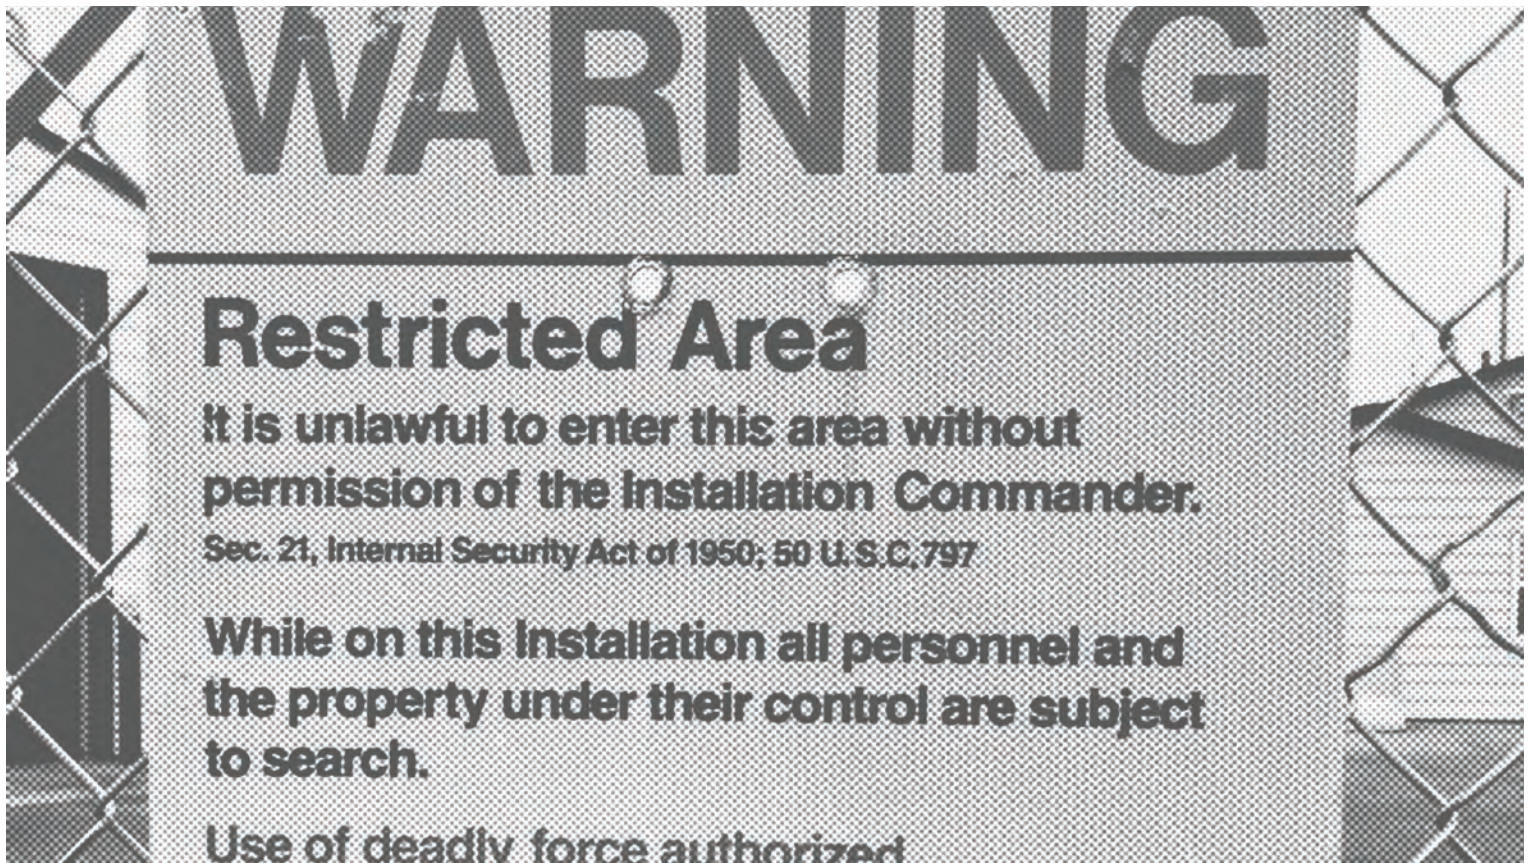 WARNING
Restricted Area
It is unlawful to enter this area without
permission of the Installation Commander.
Sec. 21, Internal Security Act of 1950; 50 U.S.C. 797
While on this Installation all personnel and
the property under their control are subject
to search.
Use of deadly force authorized